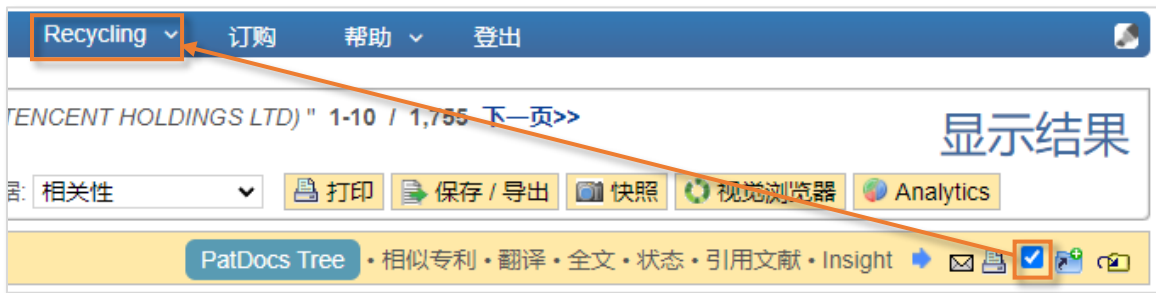 Recycling 订购 帮助 登出
TENCENT HOLDINGS LTD) " 1-10 / 1,755 下一页>>
显示结果
居: 相关性 打印 保存 / 导出 快照 视觉浏览器 Analytics
PatDocs Tree • 相似专利 • 翻译 • 全文 • 状态 • 引用文献 • Insight